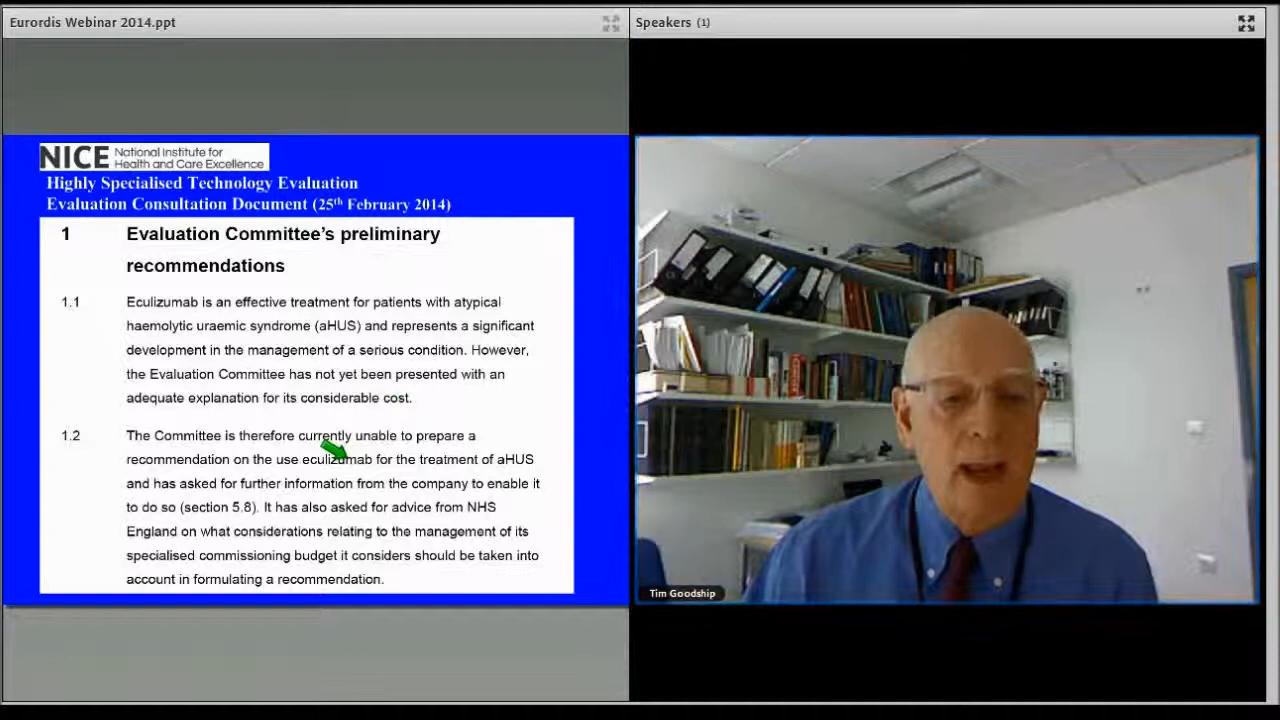 Eurordis Webinar 2014.ppt
Speakers (1)
NICE National Institute for
Health and Care Excellence
Highly Specialised Technology Evaluation
Evaluation Consultation Document (25th February 2014)
1 Evaluation Committee's preliminary
recommendations
1.1 Eculizumab is an effective treatment for patients with atypical
haemolytic uraemic syndrome (aHUS) and represents a significant
development in the management of a serious condition. However,
the Evaluation Committee has not yet been presented with an
adequate explanation for its considerable cost.
1.2 The Committee is therefore currently unable to prepare a
recommendation on the use eculizumab for the treatment of aHUS
and has asked for further information from the company to enable it
to do so (section 5.8). It has also asked for advice from NHS
England on what considerations relating to the management of its
specialised commissioning budget it considers should be taken into
account in formulating a recommendation.
Tim Goodship